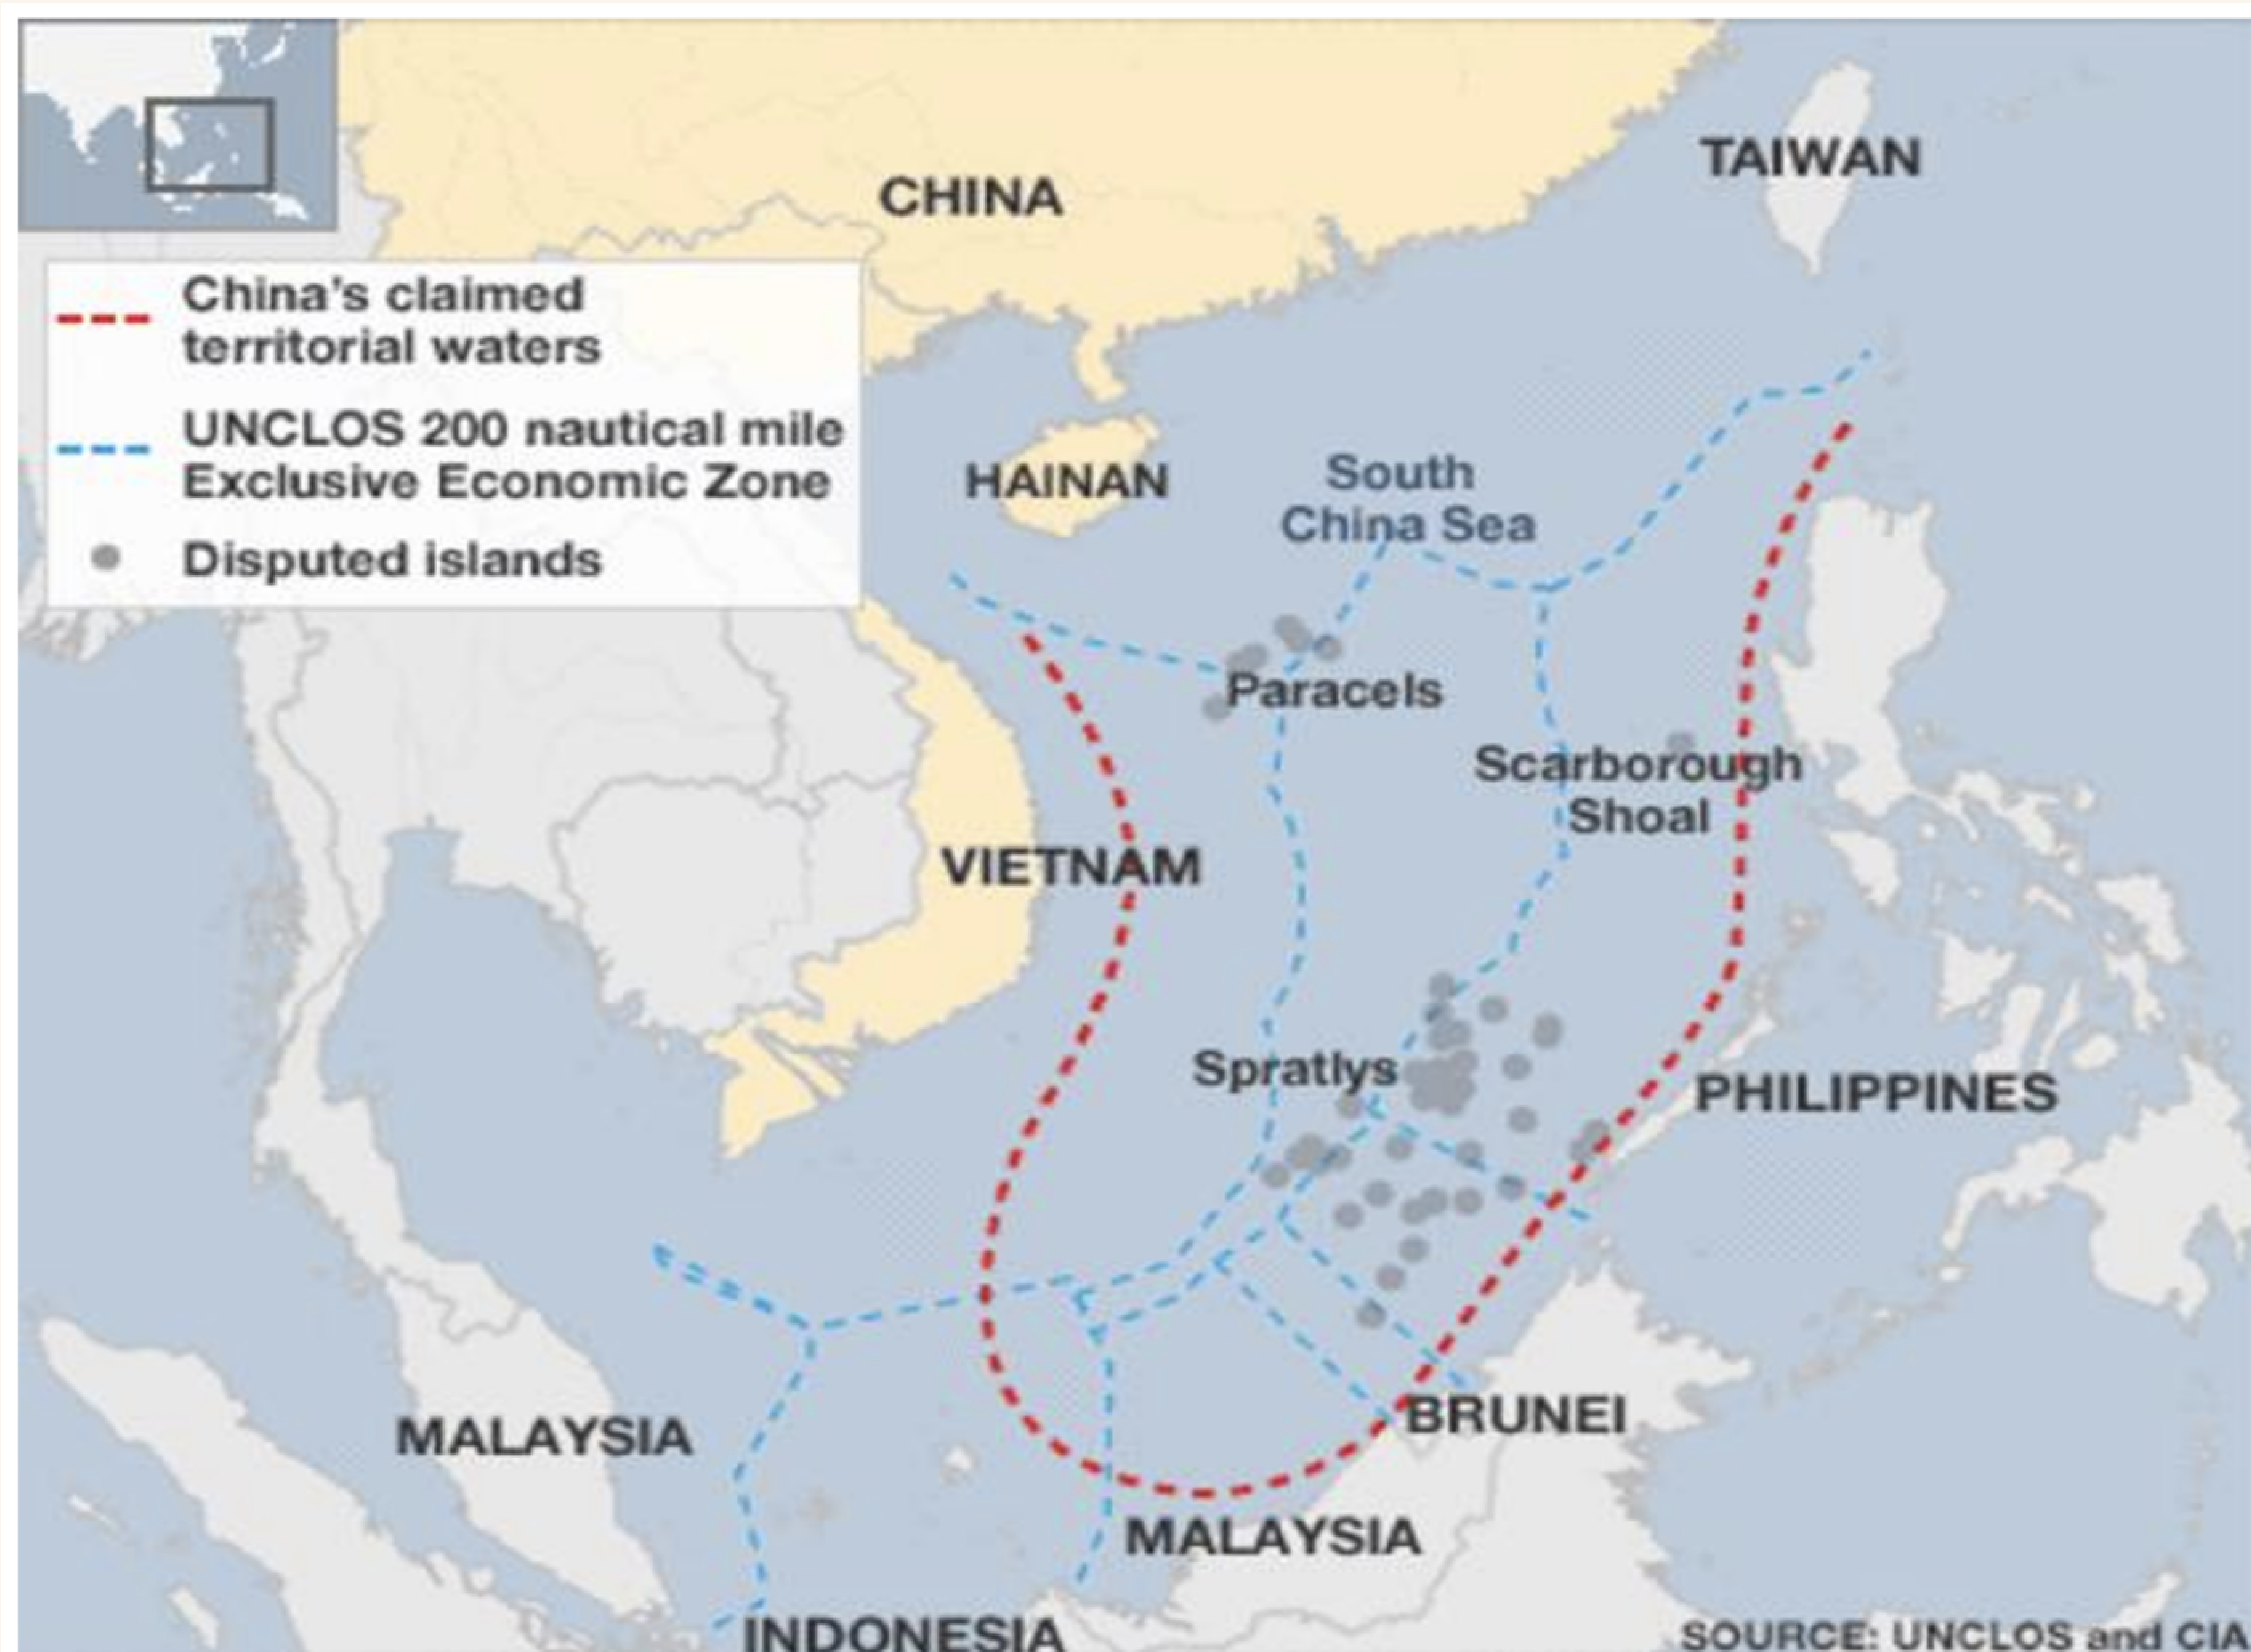 China's claimed
territorial waters
UNCLOS 200 nautical mile
Exclusive Economic Zone
Disputed islands
CHINA
TAIWAN
HAINAN
South
China Sea
Paracels
Scarborough
Shoal
VIETNAM
Spratlys
PHILIPPINES
BRUNEI
MALAYSIA
MALAYSIA
INDONESIA
SOURCE: UNCLOS and CIA